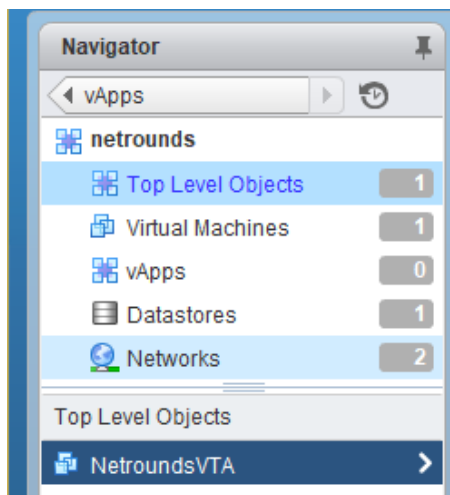 Navigator
vApps
netrounds
Top Level Objects 1
Virtual Machines 1
vApps 0
Datastores 1
Networks 2
Top Level Objects
NetroundsVTA